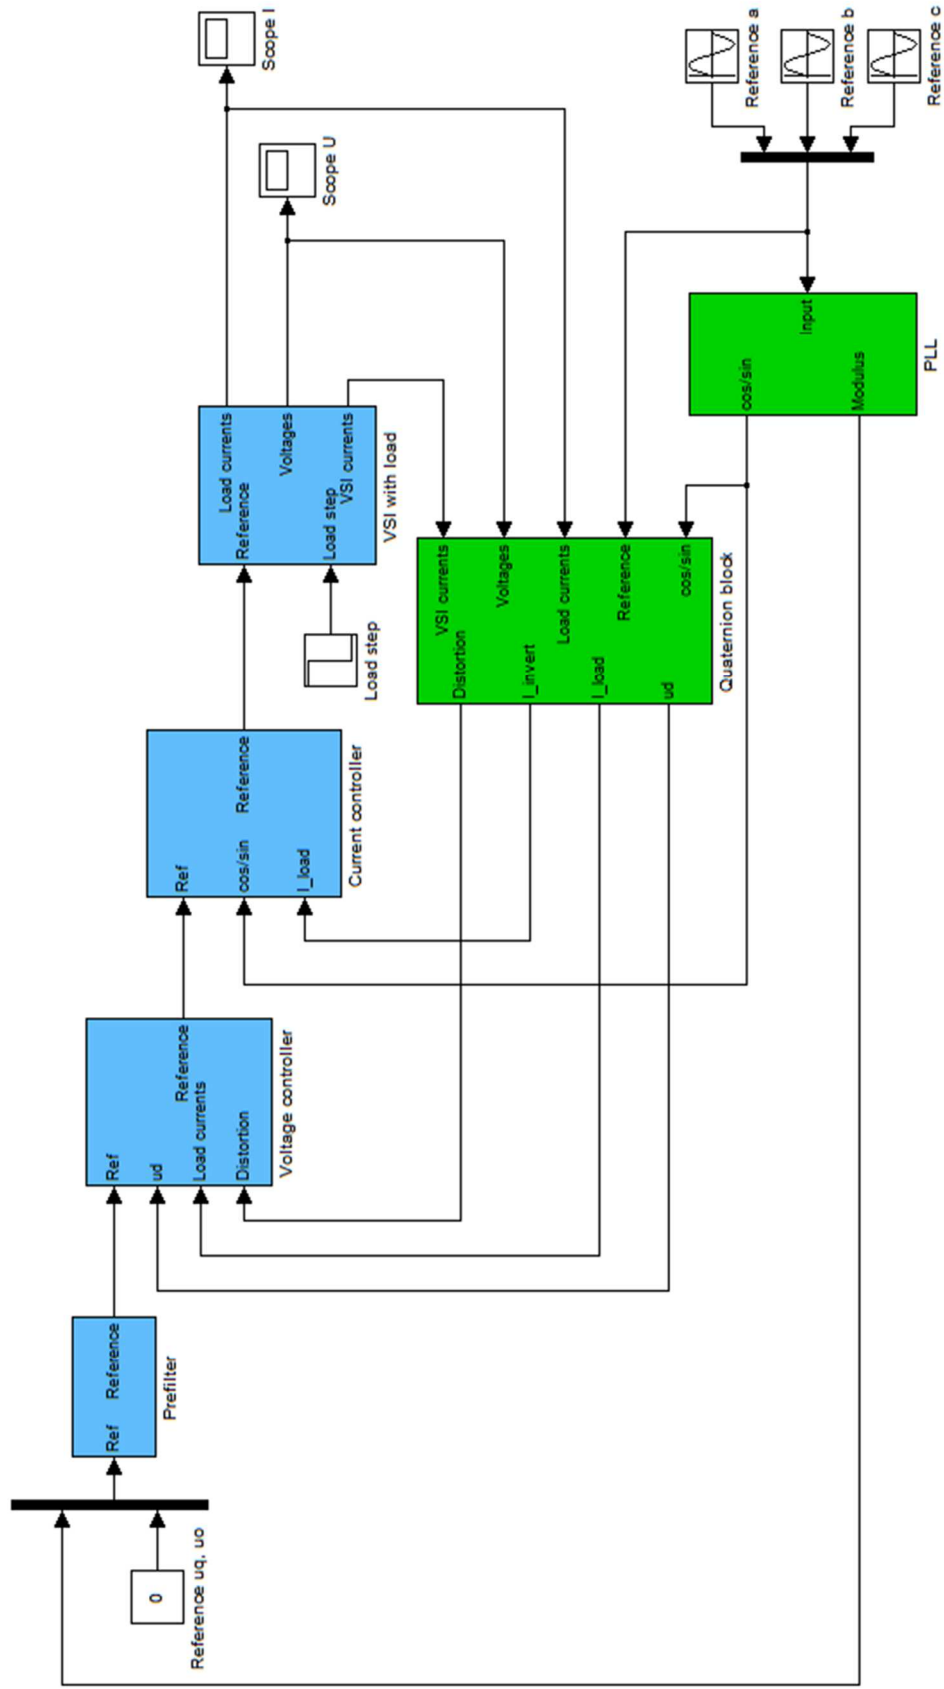 0
Reference uq, uo
Ref
Reference
Prefilter
Ref
ud
Load currents
Distortion
Reference
Voltage controller
Ref
cos/sin
I_load
Reference
Current controller
Load step
Reference
Load step
Load currents
Voltages
VSI currents
VSI with load
Scope I
Scope U
Distortion
I_invert
I_load
ud
VSI currents
Voltages
Load currents
Reference
cos/sin
Quaternion block
cos/sin
Modulus
Input
PLL
Reference a
Reference b
Reference c